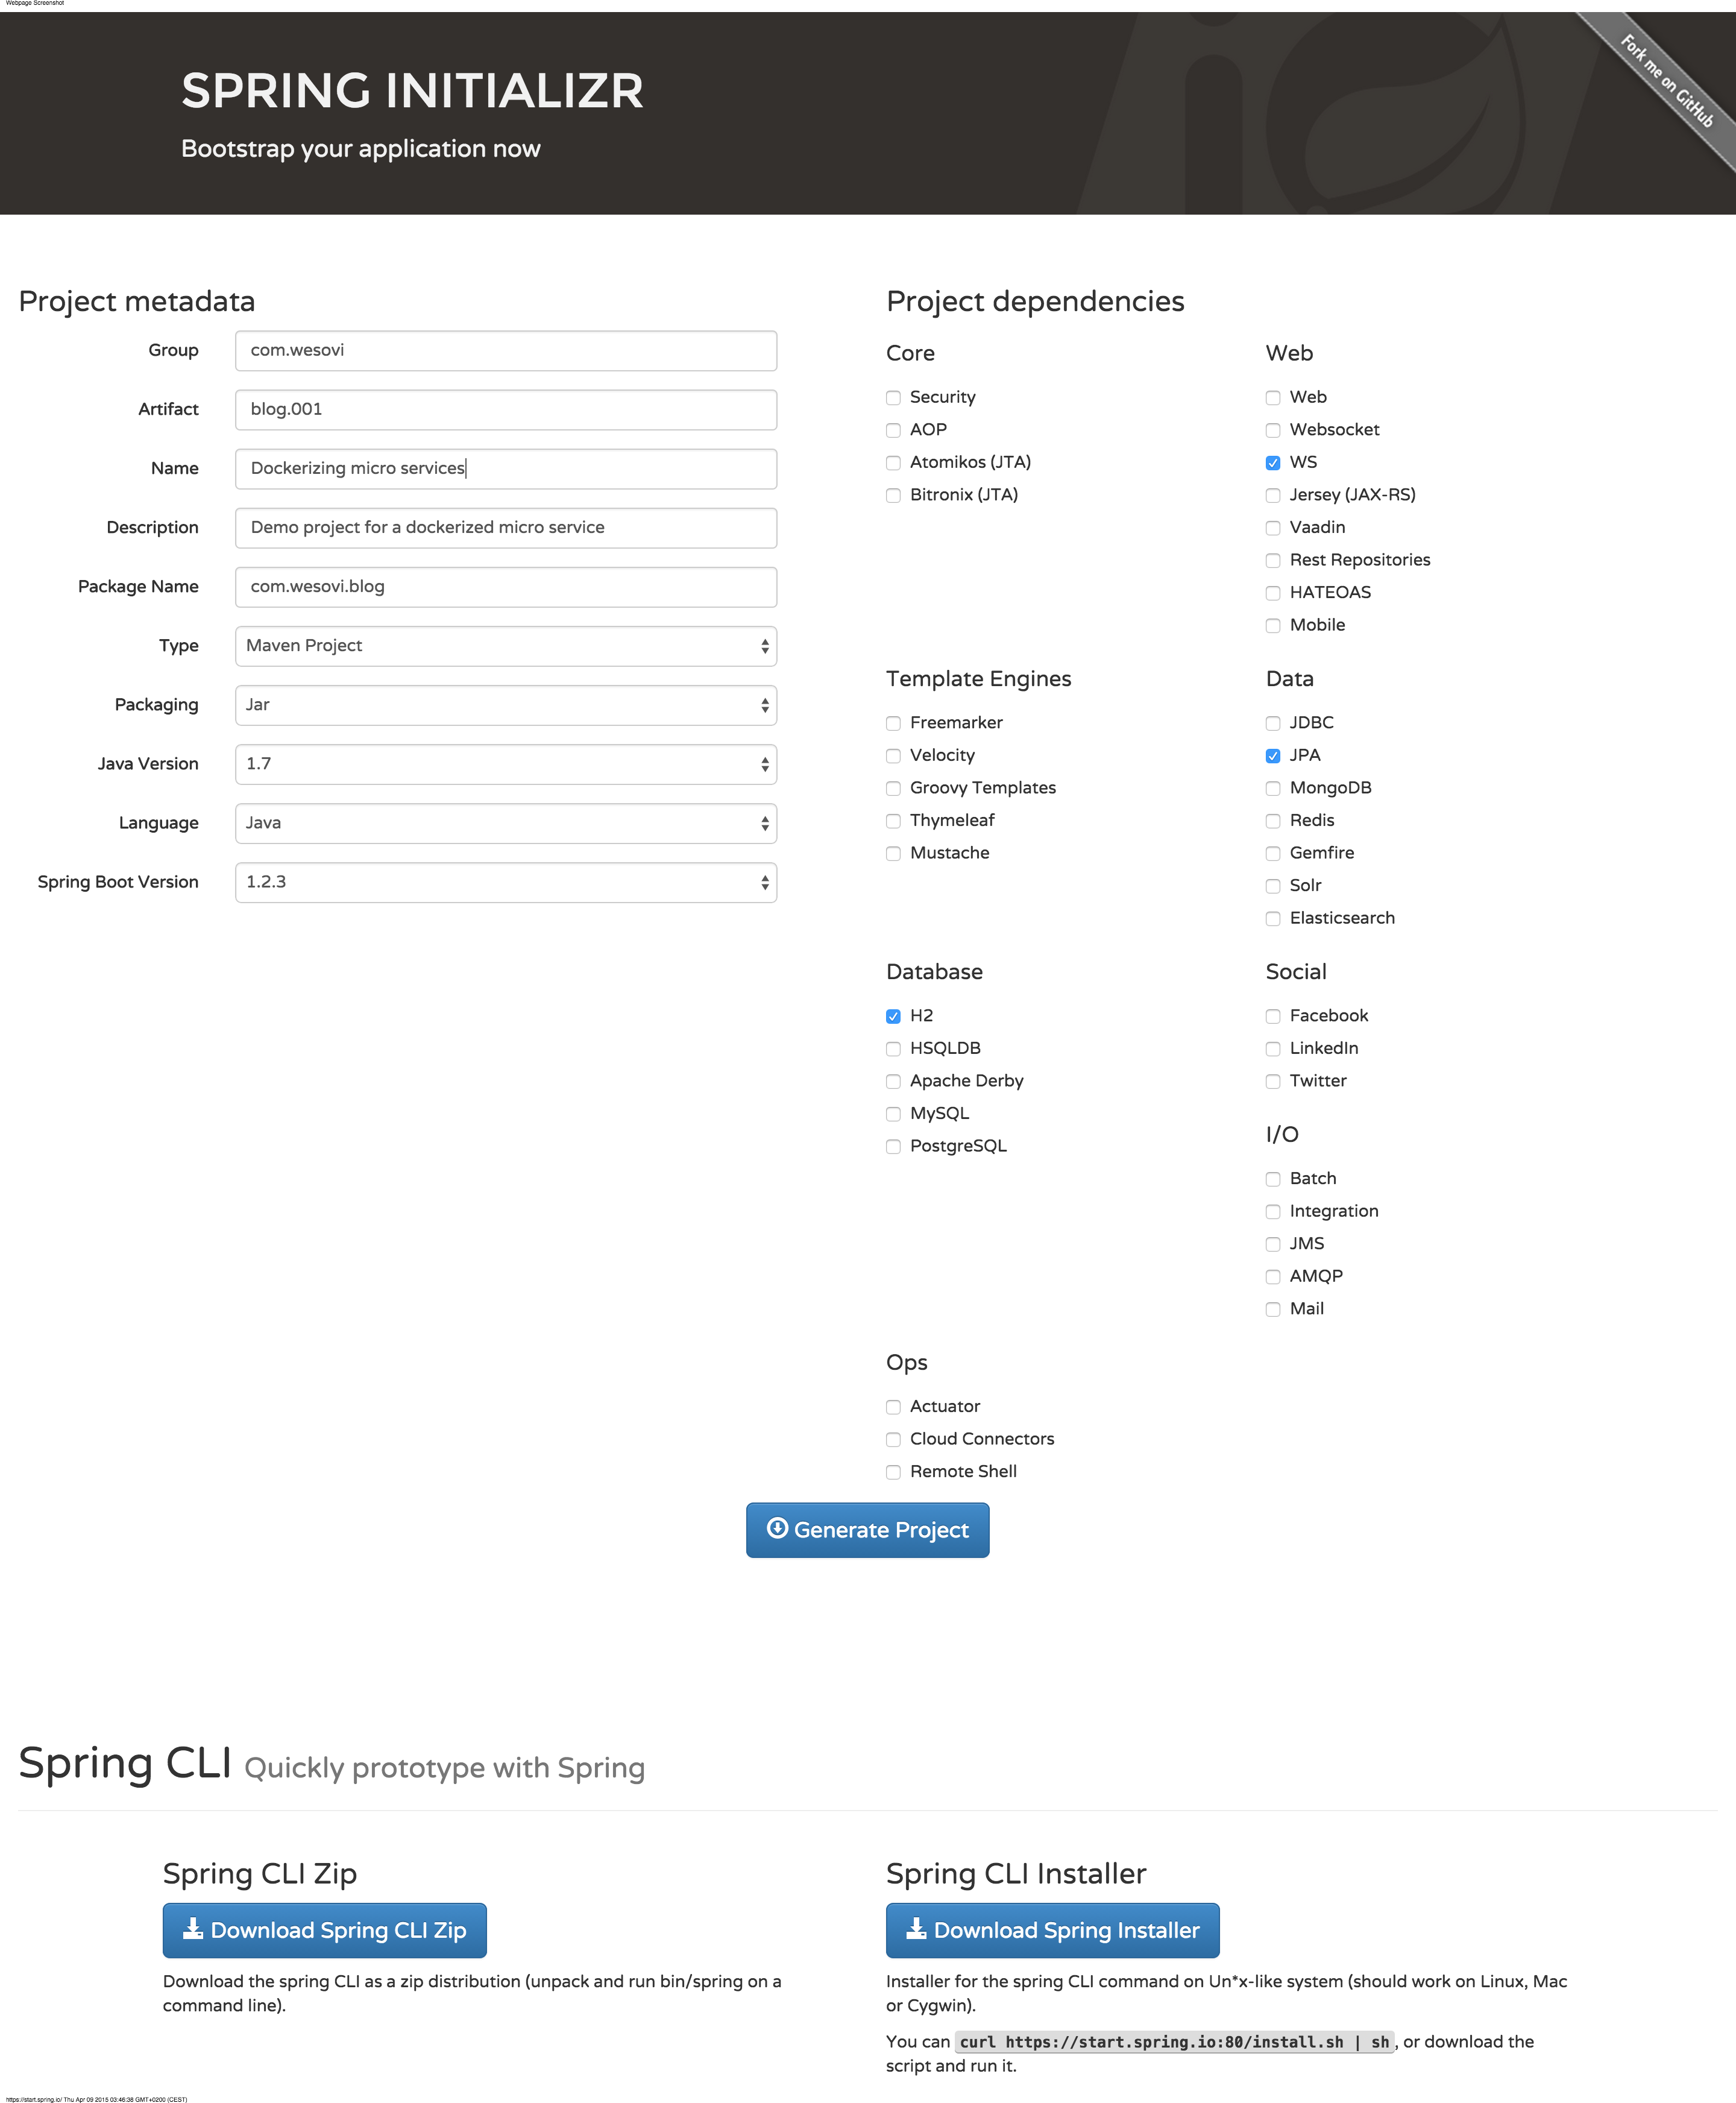 Webpage Screenshot
SPRING INITIALIZR
Bootstrap your application now
Fork me on GitHub
Project metadata
Group
com.wesovi
Artifact
blog.001
Name
Dockerizing micro services
Description
Demo project for a dockerized micro service
Package Name
com.wesovi.blog
Type
Maven Project
Packaging
Jar
Java Version
1.7
Language
Java
Spring Boot Version
1.2.3
Project dependencies
Core
Security
AOP
Atomikos (JTA)
Bitronix (JTA)
Web
Web
Websocket
WS
Jersey (JAX-RS)
Vaadin
Rest Repositories
HATEOAS
Mobile
Template Engines
Freemarker
Velocity
Groovy Templates
Thymeleaf
Mustache
Data
JDBC
JPA
MongoDB
Redis
Gemfire
Solr
Elasticsearch
Database
H2
HSQLDB
Apache Derby
MySQL
PostgreSQL
Social
Facebook
LinkedIn
Twitter
I/O
Batch
Integration
JMS
AMQP
Mail
Ops
Actuator
Cloud Connectors
Remote Shell
Generate Project
Spring CLI Quickly prototype with Spring
Spring CLI Zip
Download Spring CLI Zip
Download the spring CLI as a zip distribution (unpack and run bin/spring on a
command line).
Spring CLI Installer
Download Spring Installer
Installer for the spring CLI command on Un*x-like system (should work on Linux, Mac
or Cygwin).
You can curl https://start.spring.io:80/install.sh | sh, or download the
script and run it.
https://start.spring.io/ Thu Apr 09 2015 03:46:38 GMT+0200 (CEST)